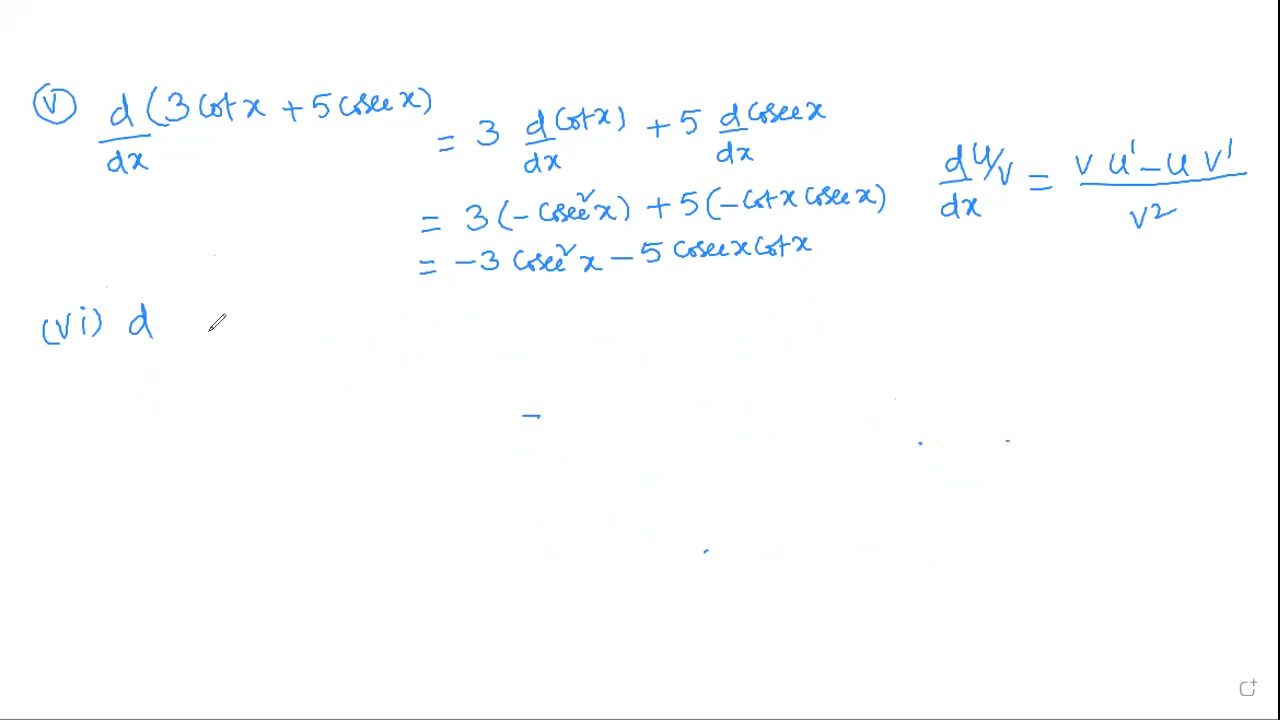 (v) d/dx (3 cot x + 5 cosec x) = 3 d/dx (cot x) + 5 d/dx cosec x
= 3 (- cosec²x) + 5 (- cot x cosec x)
= -3 cosec²x - 5 cosec x cot x
d/dx u/v = (v u' - u v') / v²
(vi) d